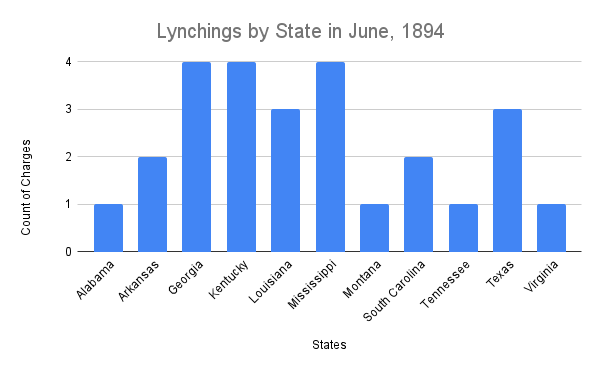 Lynchings by State in June, 1894
Count of Charges
4
3
2
1
0
Alabama
Arkansas
Georgia
Kentucky
Louisiana
Mississippi
Montana
South Carolina
Tennessee
Texas
Virginia
States